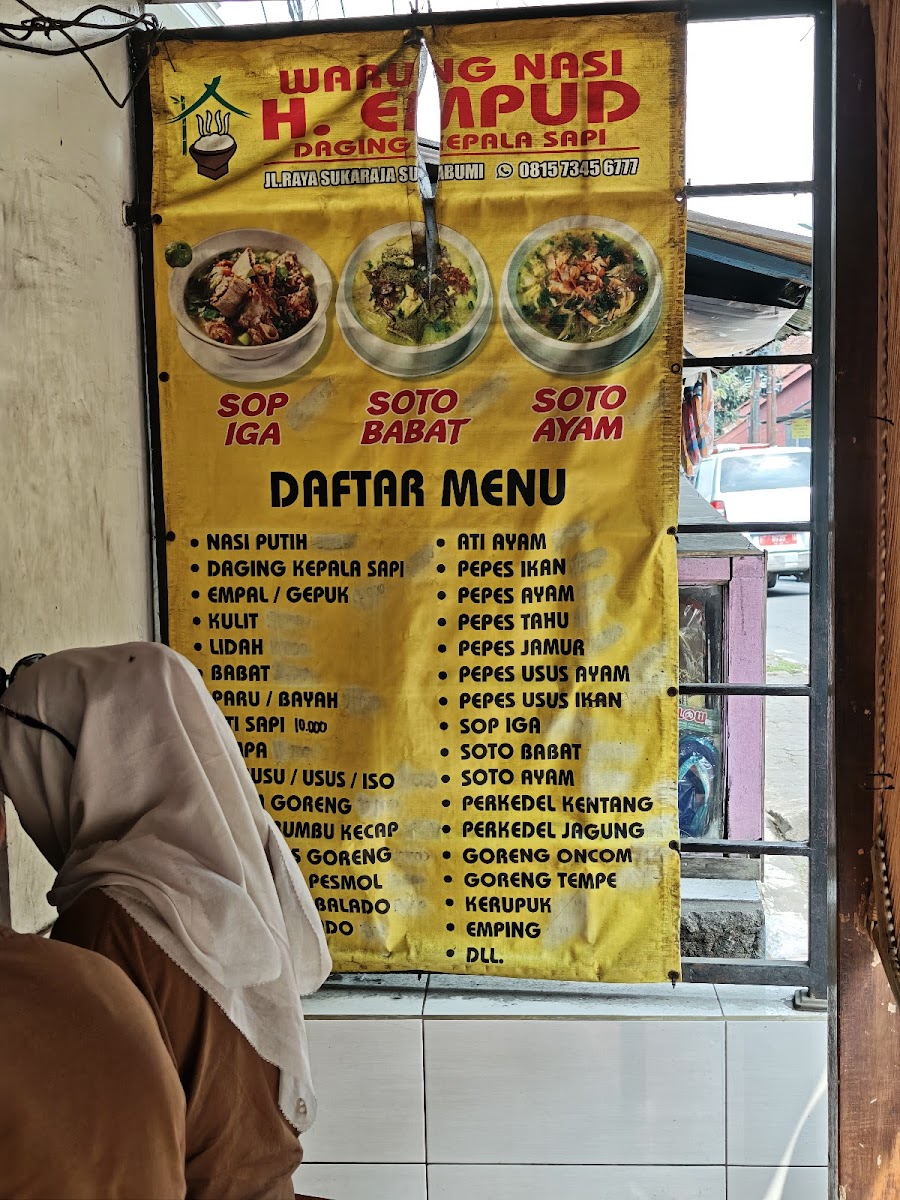 WARUNG NASI
H. EMPUD
DAGING KEPALA SAPI
JL.RAYA SUKARAJA SUKABUMI 0815 7345 6777
SOP IGA
SOTO BABAT
SOTO AYAM
DAFTAR MENU
• NASI PUTIH
• DAGING KEPALA SAPI
• EMPAL / GEPUK
• KULIT
• LIDAH
• BABAT
PARU / BAYAH
TI SAPI 10.000
PA
USU / USUS / ISO
GORENG
BUMBU KECAP
S GORENG
PESMOL
BALADO
DO
• ATI AYAM
• PEPES IKAN
• PEPES AYAM
• PEPES TAHU
• PEPES JAMUR
• PEPES USUS AYAM
• PEPES USUS IKAN
• SOP IGA
• SOTO BABAT
• SOTO AYAM
• PERKEDEL KENTANG
• PERKEDEL JAGUNG
• GORENG ONCOM
• GORENG TEMPE
• KERUPUK
• EMPING
• DLL.